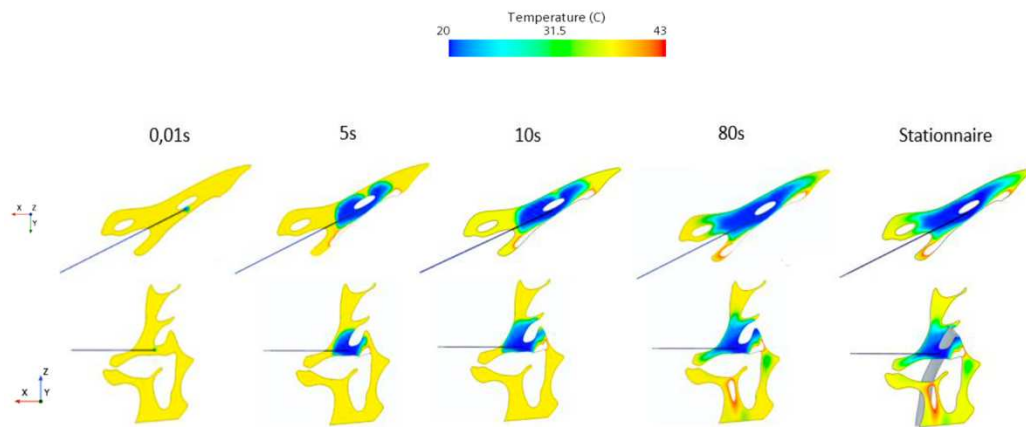 Temperature (C)
20 31.5 43
0,01s 5s 10s 80s Stationnaire
X Z
Y
Z
X Y